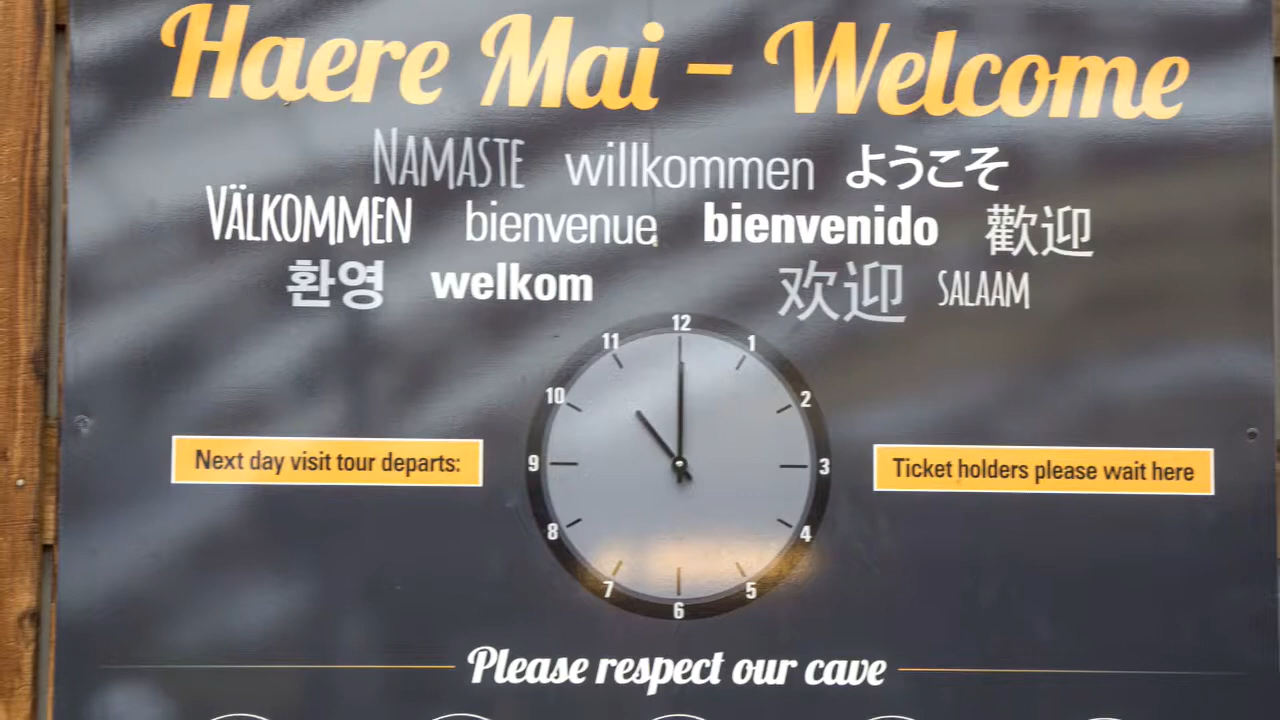 Haere Mai – Welcome
NAMASTE willkommen ようこそ
VÄLKOMMEN bienvenue bienvenido 歡迎
환영 welkom 欢迎 SALAAM
12
11 1
10 2
Next day visit tour departs: 9 3 Ticket holders please wait here
8 4
7 5
6
Please respect our cave